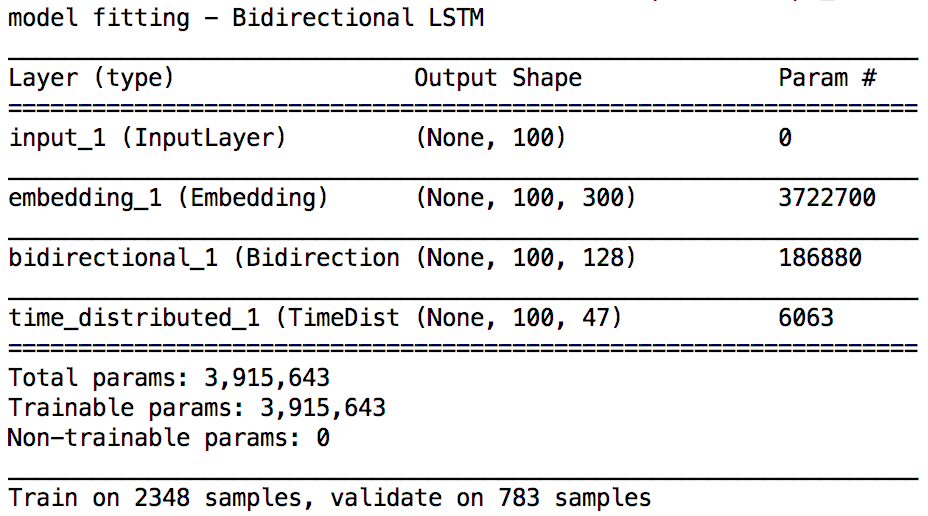 model fitting - Bidirectional LSTM
Layer (type) Output Shape Param #
input_1 (InputLayer) (None, 100) 0
embedding_1 (Embedding) (None, 100, 300) 3722700
bidirectional_1 (Bidirection (None, 100, 128) 186880
time_distributed_1 (TimeDist (None, 100, 47) 6063
Total params: 3,915,643
Trainable params: 3,915,643
Non-trainable params: 0
Train on 2348 samples, validate on 783 samples